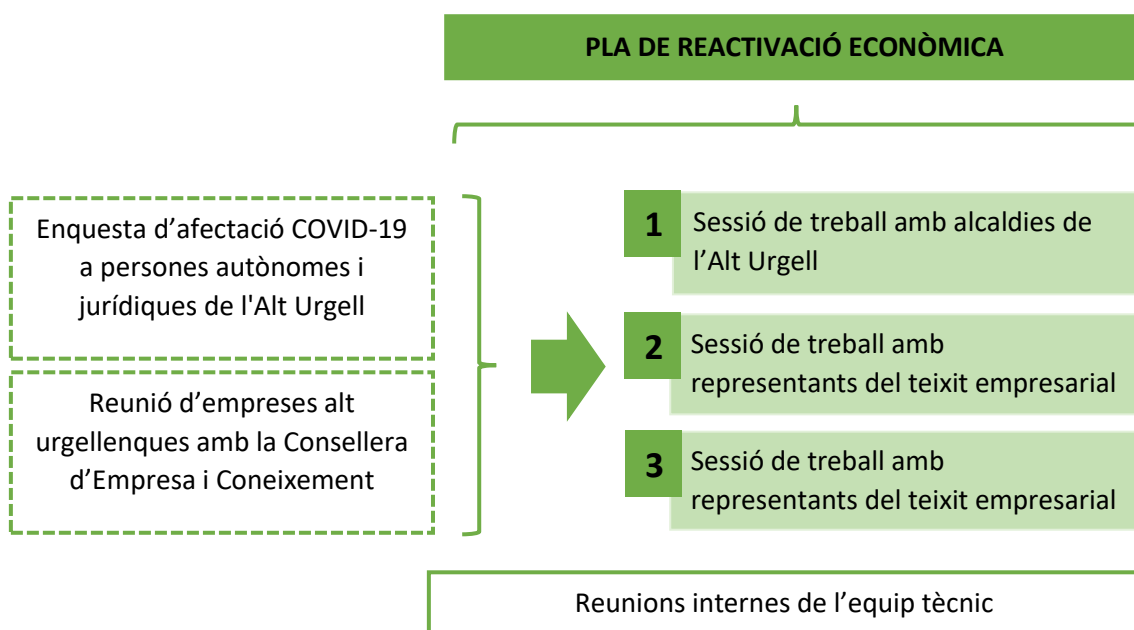 PLA DE REACTIVACIÓ ECONÒMICA
Enquesta d’afectació COVID-19
a persones autònomes i
jurídiques de l'Alt Urgell
Reunió d’empreses alt
urgellenques amb la Consellera
d’Empresa i Coneixement
1
Sessió de treball amb alcaldies de
l’Alt Urgell
2
Sessió de treball amb
representants del teixit empresarial
3
Sessió de treball amb
representants del teixit empresarial
Reunions internes de l’equip tècnic